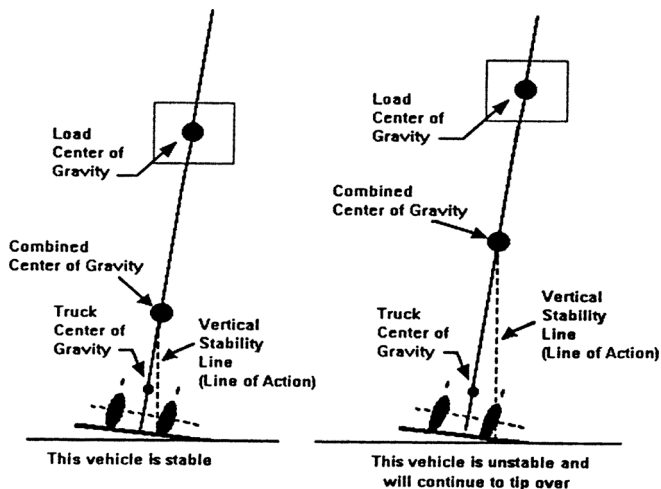 Load
Center of
Gravity
Combined
Center of Gravity
Truck
Center of
Gravity
Vertical
Stability
Line
(Line of Action)
This vehicle is stable
Load
Center of
Gravity
Combined
Center of Gravity
Truck
Center of
Gravity
Vertical
Stability
Line
(Line of Action)
This vehicle is unstable and
will continue to tip over